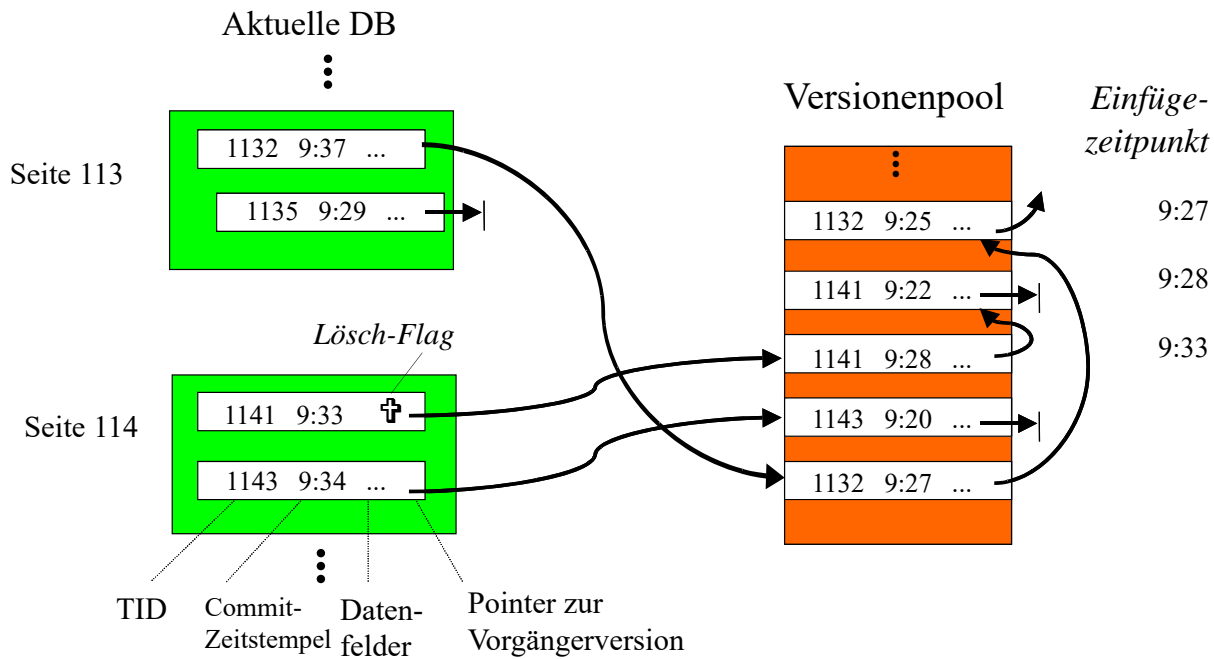 Aktuelle DB
Seite 113
1132 9:37 ...
1135 9:29 ...
Lösch-Flag
Seite 114
1141 9:33
1143 9:34 ...
TID
Commit-
Zeitstempel
Daten-
felder
Pointer zur
Vorgängerversion
Versionenpool
1132 9:25 ...
1141 9:22 ...
1141 9:28 ...
1143 9:20 ...
1132 9:27 ...
Einfüge-
zeitpunkt
9:27
9:28
9:33